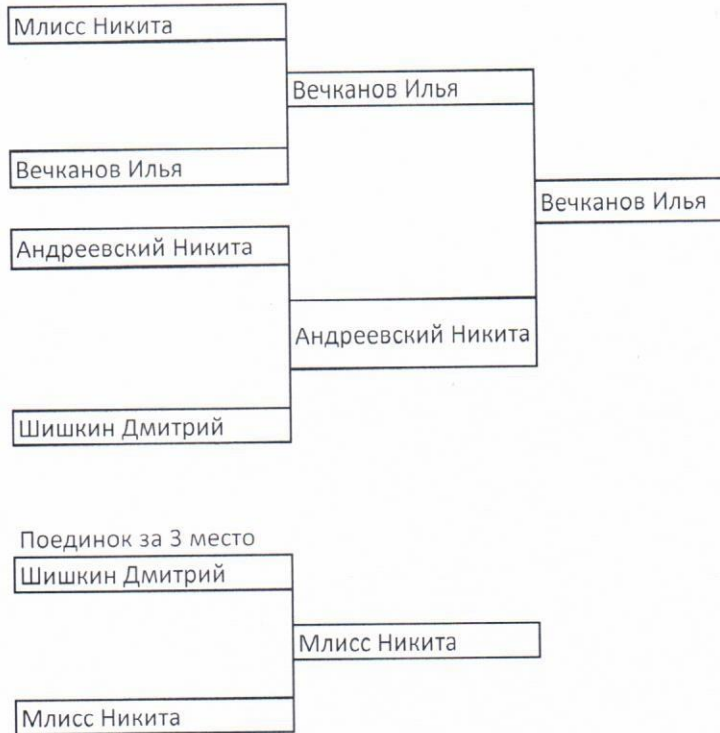 Млисс Никита
Вечканов Илья
Вечканов Илья
Вечканов Илья
Андреевский Никита
Андреевский Никита
Шишкин Дмитрий
Поединок за 3 место
Шишкин Дмитрий
Млисс Никита
Млисс Никита